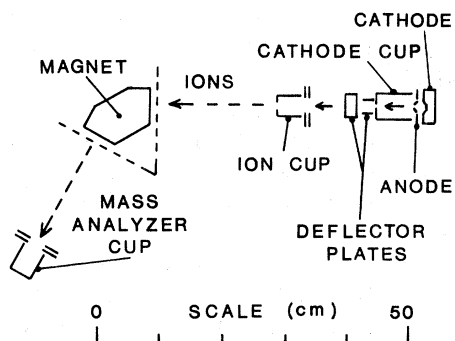 CATHODE
CATHODE CUP
MAGNET
IONS
ION CUP
ANODE
MASS
ANALYZER
CUP
DEFLECTOR
PLATES
0 SCALE (cm) 50